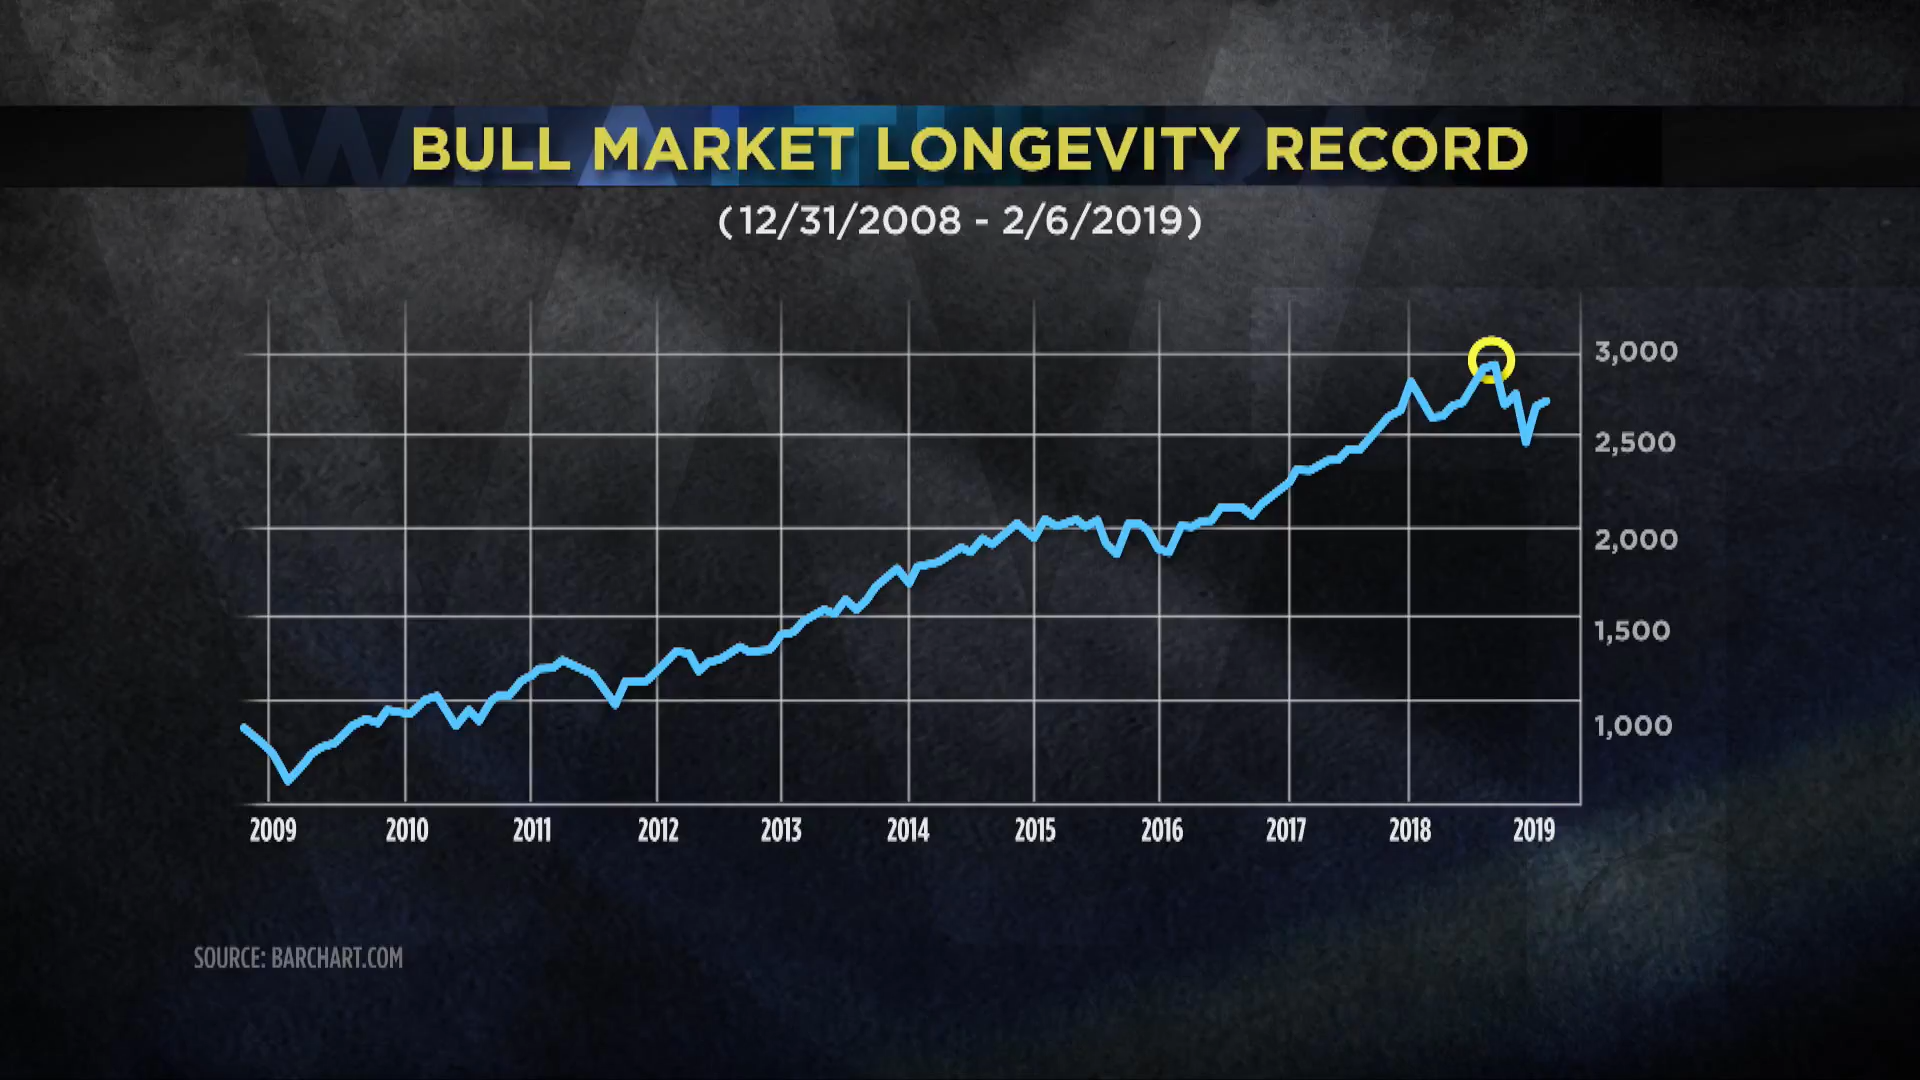 BULL MARKET LONGEVITY RECORD
(12/31/2008 - 2/6/2019)
3,000
2,500
2,000
1,500
1,000
2009 2010 2011 2012 2013 2014 2015 2016 2017 2018 2019
SOURCE: BARCHART.COM